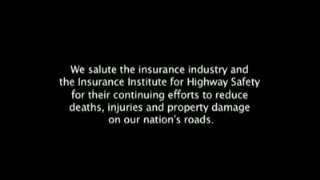 We salute the insurance industry and
the Insurance Institute for Highway Safety
for their continuing efforts to reduce
deaths, injuries and property damage
on our nation's roads.